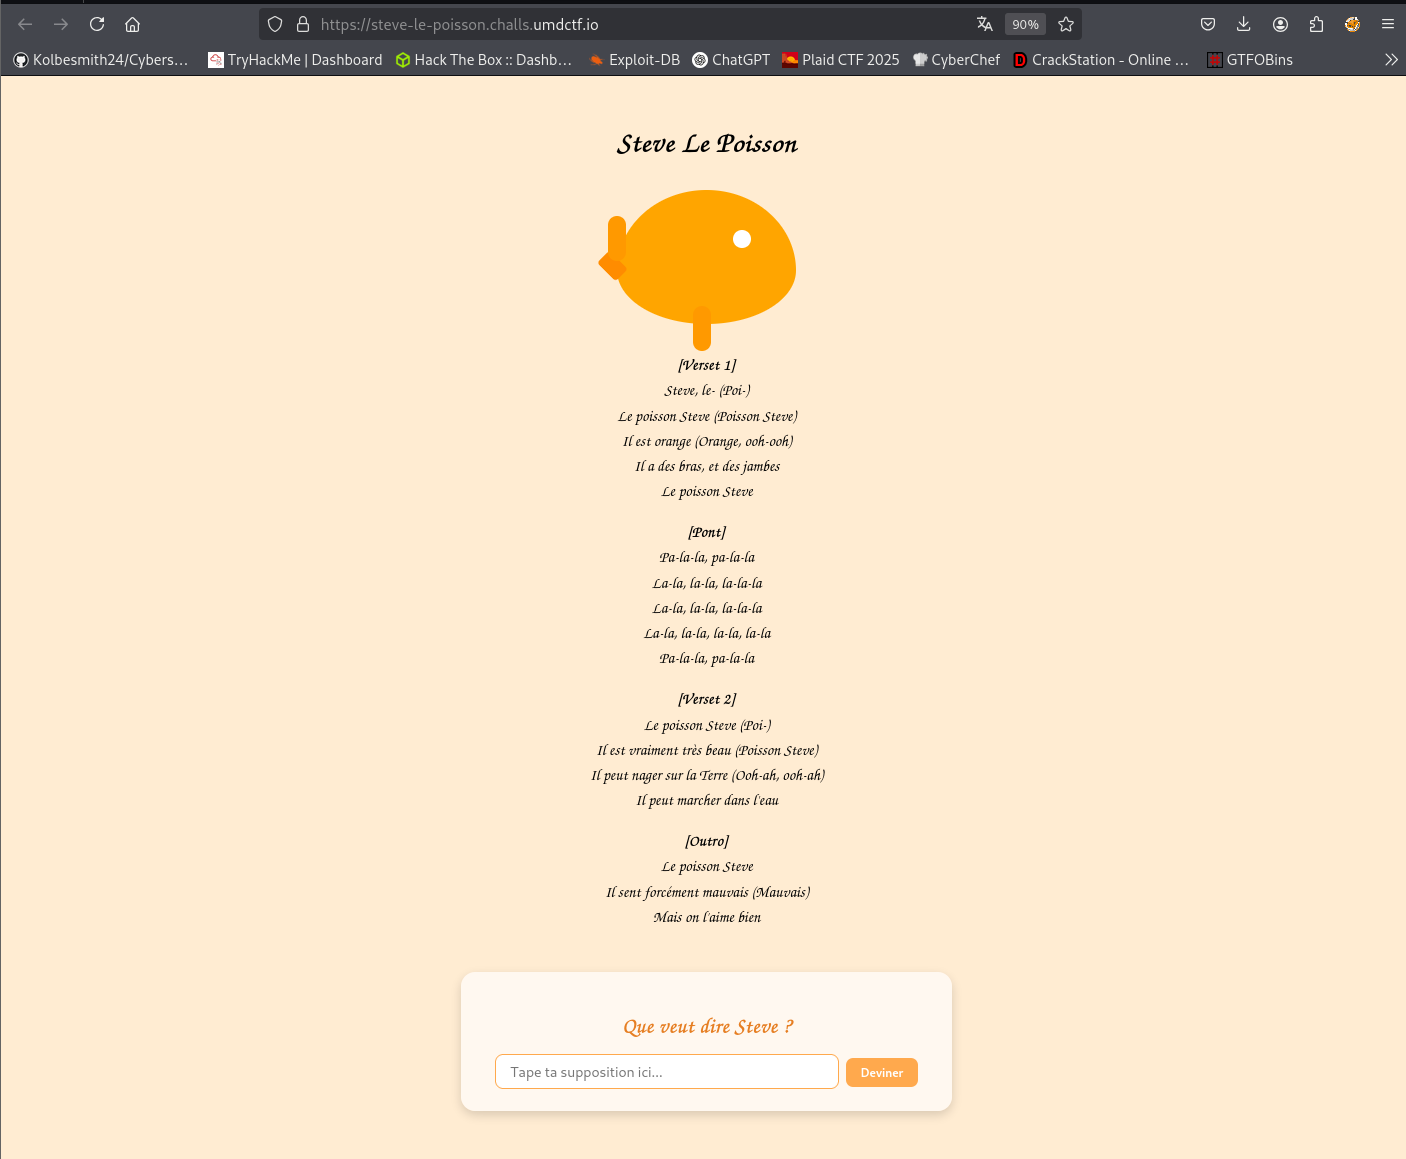 https://steve-le-poisson.challs.umdctf.io
90%
Kolbesmith24/Cybers…
TryHackMe | Dashboard
Hack The Box :: Dashb…
Exploit-DB
ChatGPT
Plaid CTF 2025
CyberChef
CrackStation - Online …
GTFOBins
Steve Le Poisson
[Verset 1]
Steve, le- (Poi-)
Le poisson Steve (Poisson Steve)
Il est orange (Orange, ooh-ooh)
Il a des bras, et des jambes
Le poisson Steve
[Pont]
Pa-la-la, pa-la-la
La-la, la-la, la-la-la
La-la, la-la, la-la-la
La-la, la-la, la-la, la-la
Pa-la-la, pa-la-la
[Verset 2]
Le poisson Steve (Poi-)
Il est vraiment très beau (Poisson Steve)
Il peut nager sur la Terre (Ooh-ah, ooh-ah)
Il peut marcher dans l'eau
[Outro]
Le poisson Steve
Il sent forcément mauvais (Mauvais)
Mais on l'aime bien
Que veut dire Steve ?
Tape ta supposition ici...
Deviner